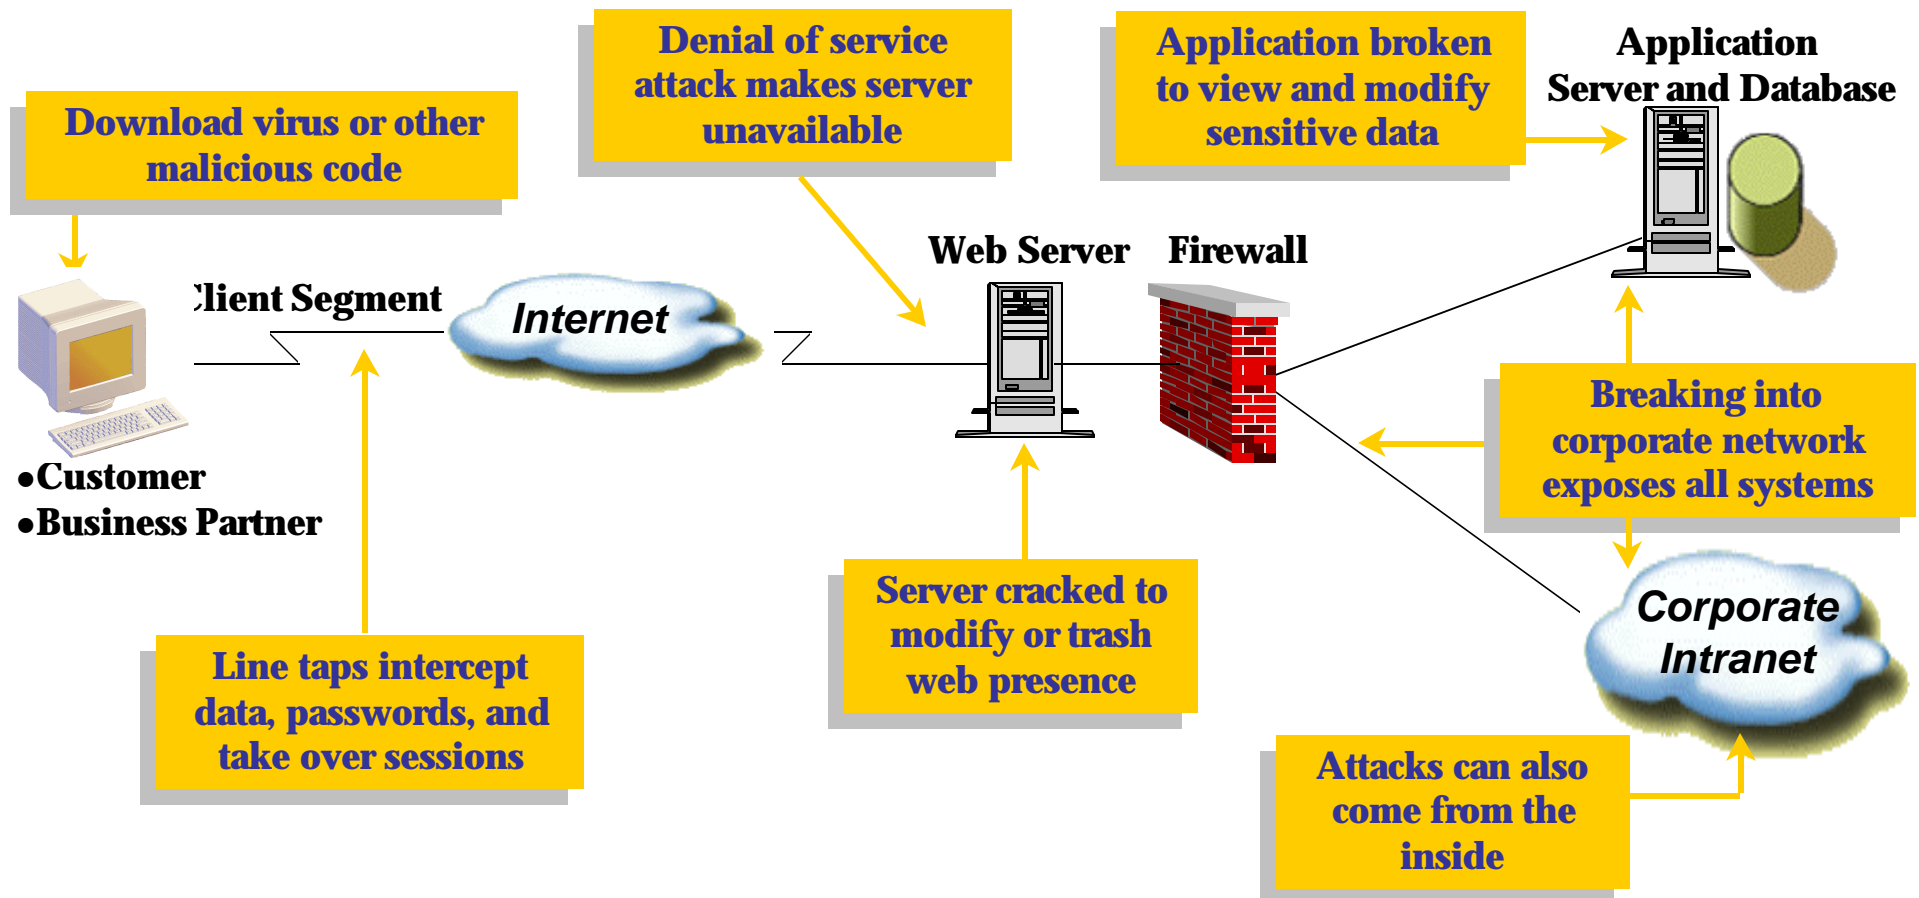 Download virus or other
malicious code
Denial of service
attack makes server
unavailable
Application broken
to view and modify
sensitive data
Application
Server and Database
Client Segment
Internet
Web Server
Firewall
●Customer
●Business Partner
Breaking into
corporate network
exposes all systems
Line taps intercept
data, passwords, and
take over sessions
Server cracked to
modify or trash
web presence
Corporate
Intranet
Attacks can also
come from the
inside